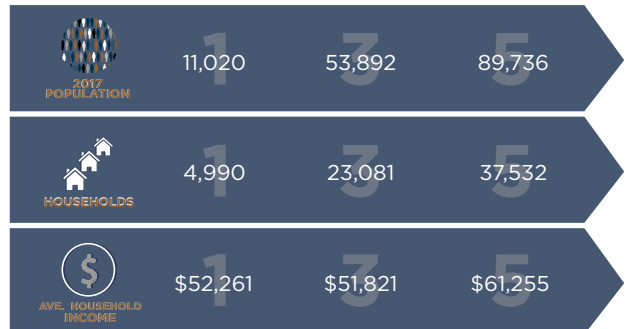 1 3 5
11,020 53,892 89,736
2017
POPULATION
1 3 5
4,990 23,081 37,532
HOUSEHOLDS
1 3 5
$
$52,261 $51,821 $61,255
AVE. HOUSEHOLD
INCOME